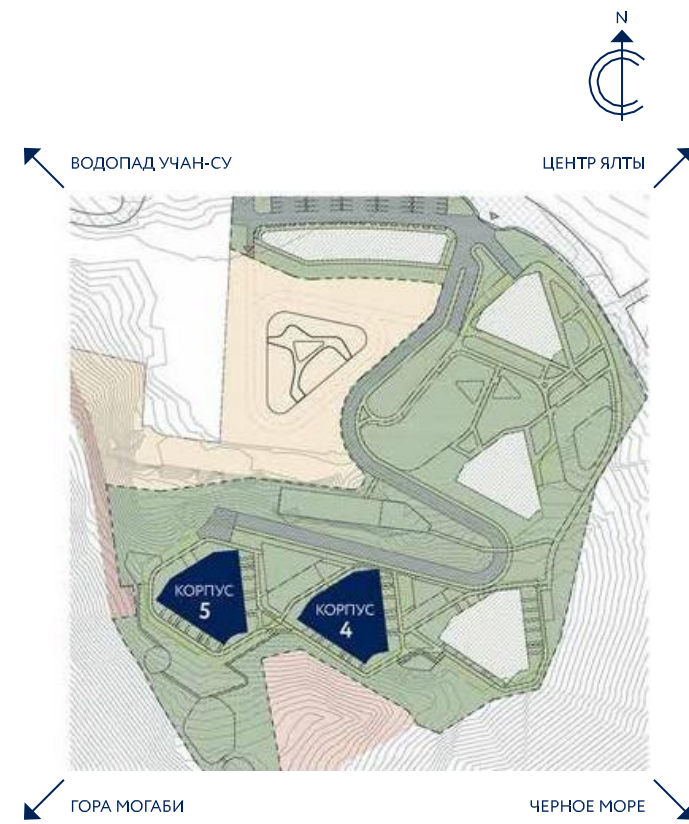 N
ВОДОПАД УЧАН-СУ
ЦЕНТР ЯЛТЫ
КОРПУС
5
КОРПУС
4
ГОРА МОГАБИ
ЧЕРНОЕ МОРЕ